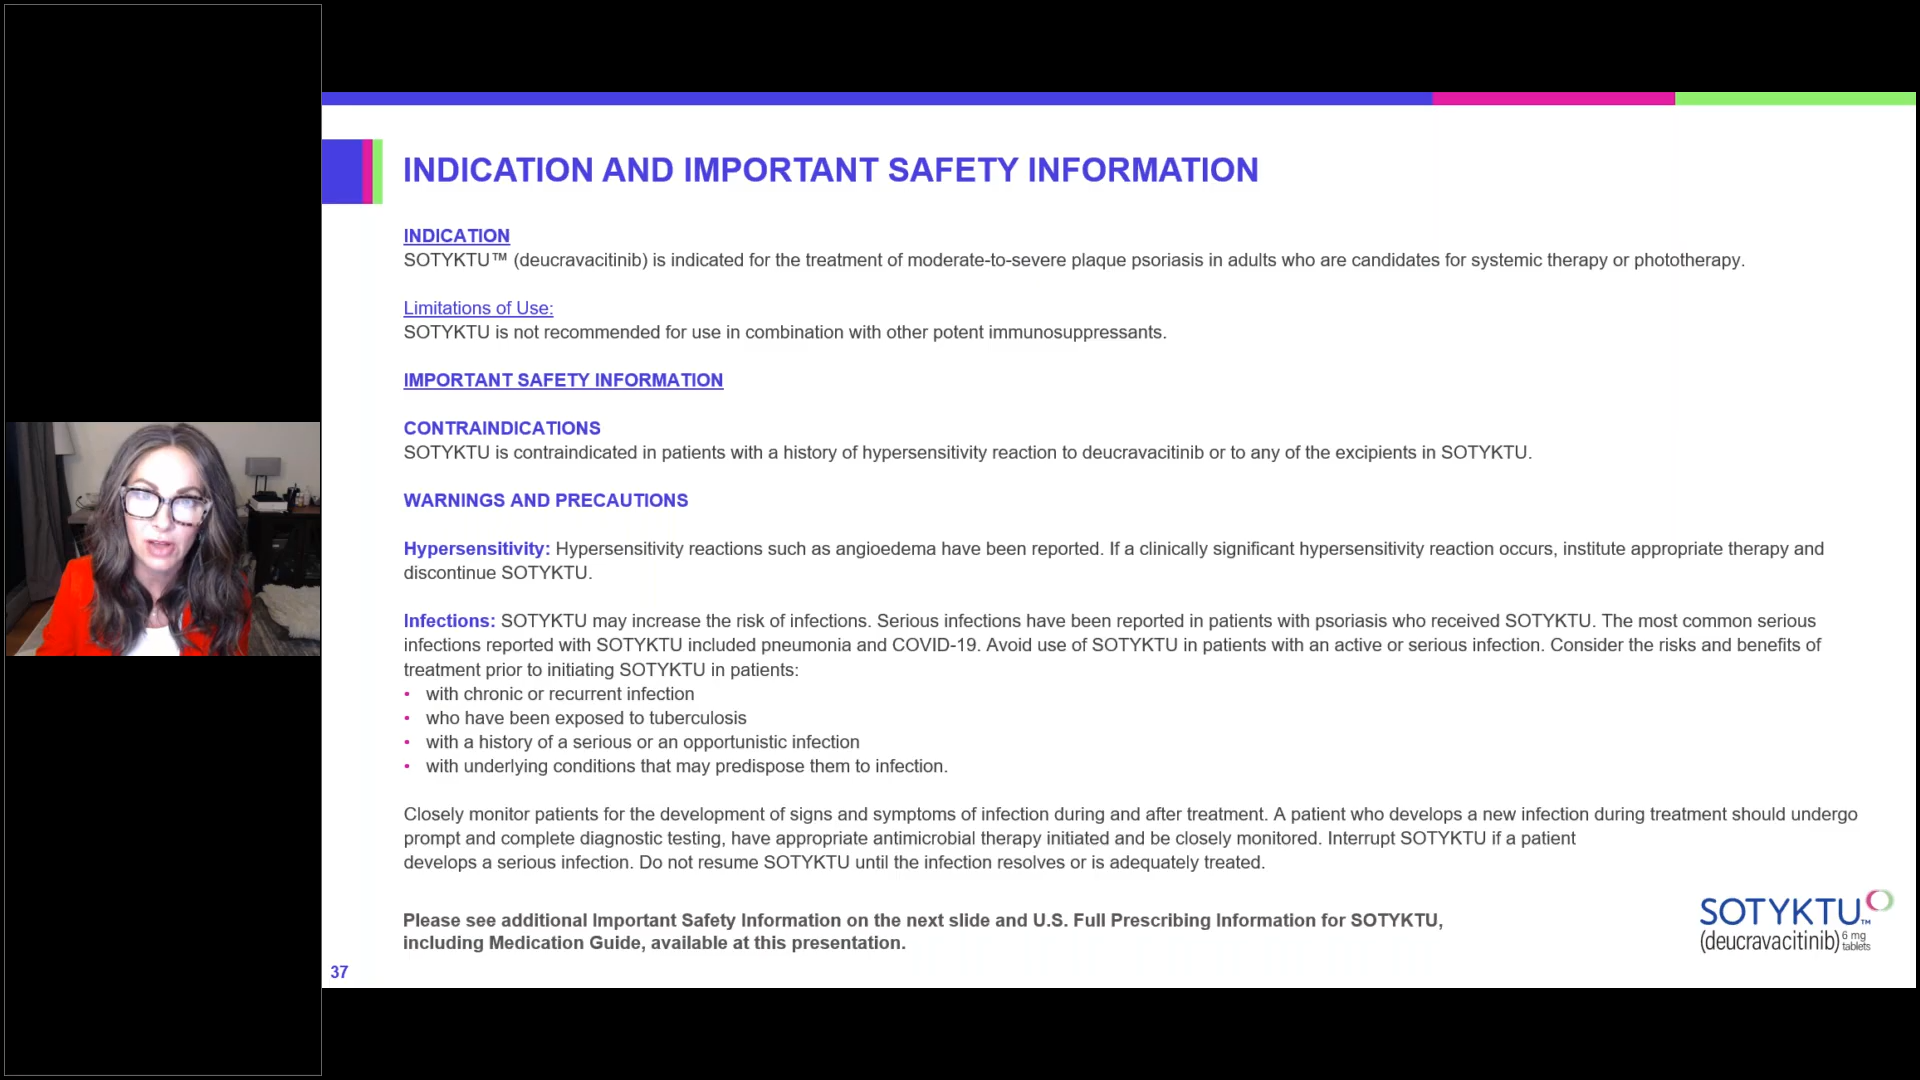 INDICATION AND IMPORTANT SAFETY INFORMATION
INDICATION
SOTYKTU™ (deucravacitinib) is indicated for the treatment of moderate-to-severe plaque psoriasis in adults who are candidates for systemic therapy or phototherapy.
Limitations of Use:
SOTYKTU is not recommended for use in combination with other potent immunosuppressants.
IMPORTANT SAFETY INFORMATION
CONTRAINDICATIONS
SOTYKTU is contraindicated in patients with a history of hypersensitivity reaction to deucravacitinib or to any of the excipients in SOTYKTU.
WARNINGS AND PRECAUTIONS
Hypersensitivity: Hypersensitivity reactions such as angioedema have been reported. If a clinically significant hypersensitivity reaction occurs, institute appropriate therapy and
discontinue SOTYKTU.
Infections: SOTYKTU may increase the risk of infections. Serious infections have been reported in patients with psoriasis who received SOTYKTU. The most common serious
infections reported with SOTYKTU included pneumonia and COVID-19. Avoid use of SOTYKTU in patients with an active or serious infection. Consider the risks and benefits of
treatment prior to initiating SOTYKTU in patients:
• with chronic or recurrent infection
• who have been exposed to tuberculosis
• with a history of a serious or an opportunistic infection
• with underlying conditions that may predispose them to infection.
Closely monitor patients for the development of signs and symptoms of infection during and after treatment. A patient who develops a new infection during treatment should undergo
prompt and complete diagnostic testing, have appropriate antimicrobial therapy initiated and be closely monitored. Interrupt SOTYKTU if a patient
develops a serious infection. Do not resume SOTYKTU until the infection resolves or is adequately treated.
Please see additional Important Safety Information on the next slide and U.S. Full Prescribing Information for SOTYKTU,
including Medication Guide, available at this presentation.
SOTYKTU™
(deucravacitinib) 6 mg tablets
37